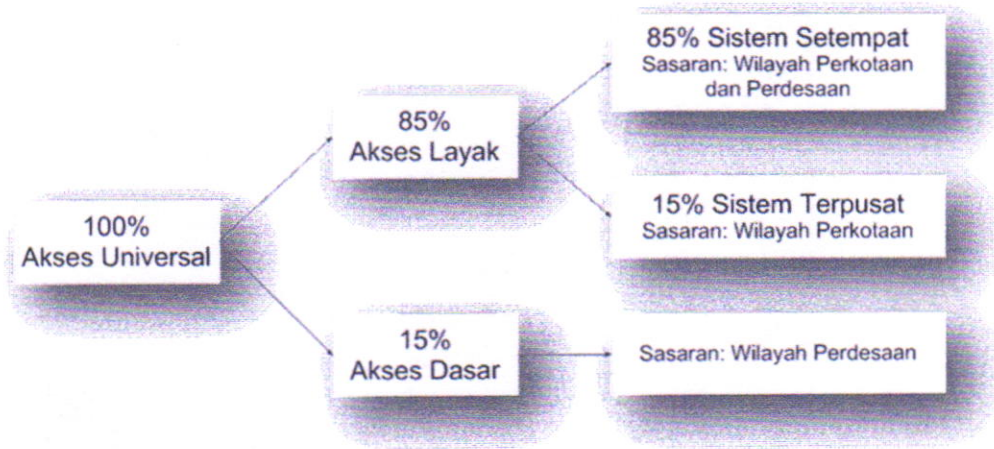 100%
Akses Universal
85%
Akses Layak
15%
Akses Dasar
85% Sistem Setempat
Sasaran: Wilayah Perkotaan
dan Perdesaan
15% Sistem Terpusat
Sasaran: Wilayah Perkotaan
Sasaran: Wilayah Perdesaan